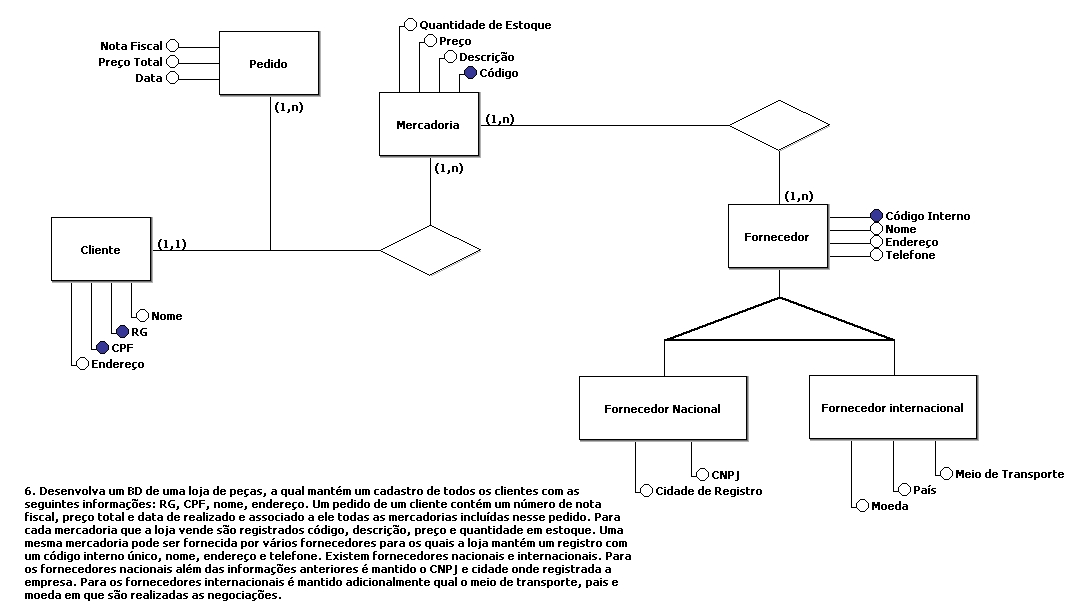 Quantidade de Estoque
Preço
Descrição
Código
Nota Fiscal
Preço Total
Data
Pedido
(1,n)
Mercadoria
(1,n)
(1,n)
(1,n)
Cliente
(1,1)
Fornecedor
Código Interno
Nome
Endereço
Telefone
Nome
RG
CPF
Endereço
Fornecedor Nacional
Fornecedor internacional
CNPJ
Cidade de Registro
Meio de Transporte
País
Moeda
6. Desenvolva um BD de uma loja de peças, a qual mantém um cadastro de todos os clientes com as
seguintes informações: RG, CPF, nome, endereço. Um pedido de um cliente contém um número de nota
fiscal, preço total e data de realizado e associado a ele todas as mercadorias incluídas nesse pedido. Para
cada mercadoria que a loja vende são registrados código, descrição, preço e quantidade em estoque. Uma
mesma mercadoria pode ser fornecida por vários fornecedores para os quais a loja mantém um registro com
um código interno único, nome, endereço e telefone. Existem fornecedores nacionais e internacionais. Para
os fornecedores nacionais além das informações anteriores é mantido o CNPJ e cidade onde registrada a
empresa. Para os fornecedores internacionais é mantido adicionalmente qual o meio de transporte, pais e
moeda em que são realizadas as negociações.